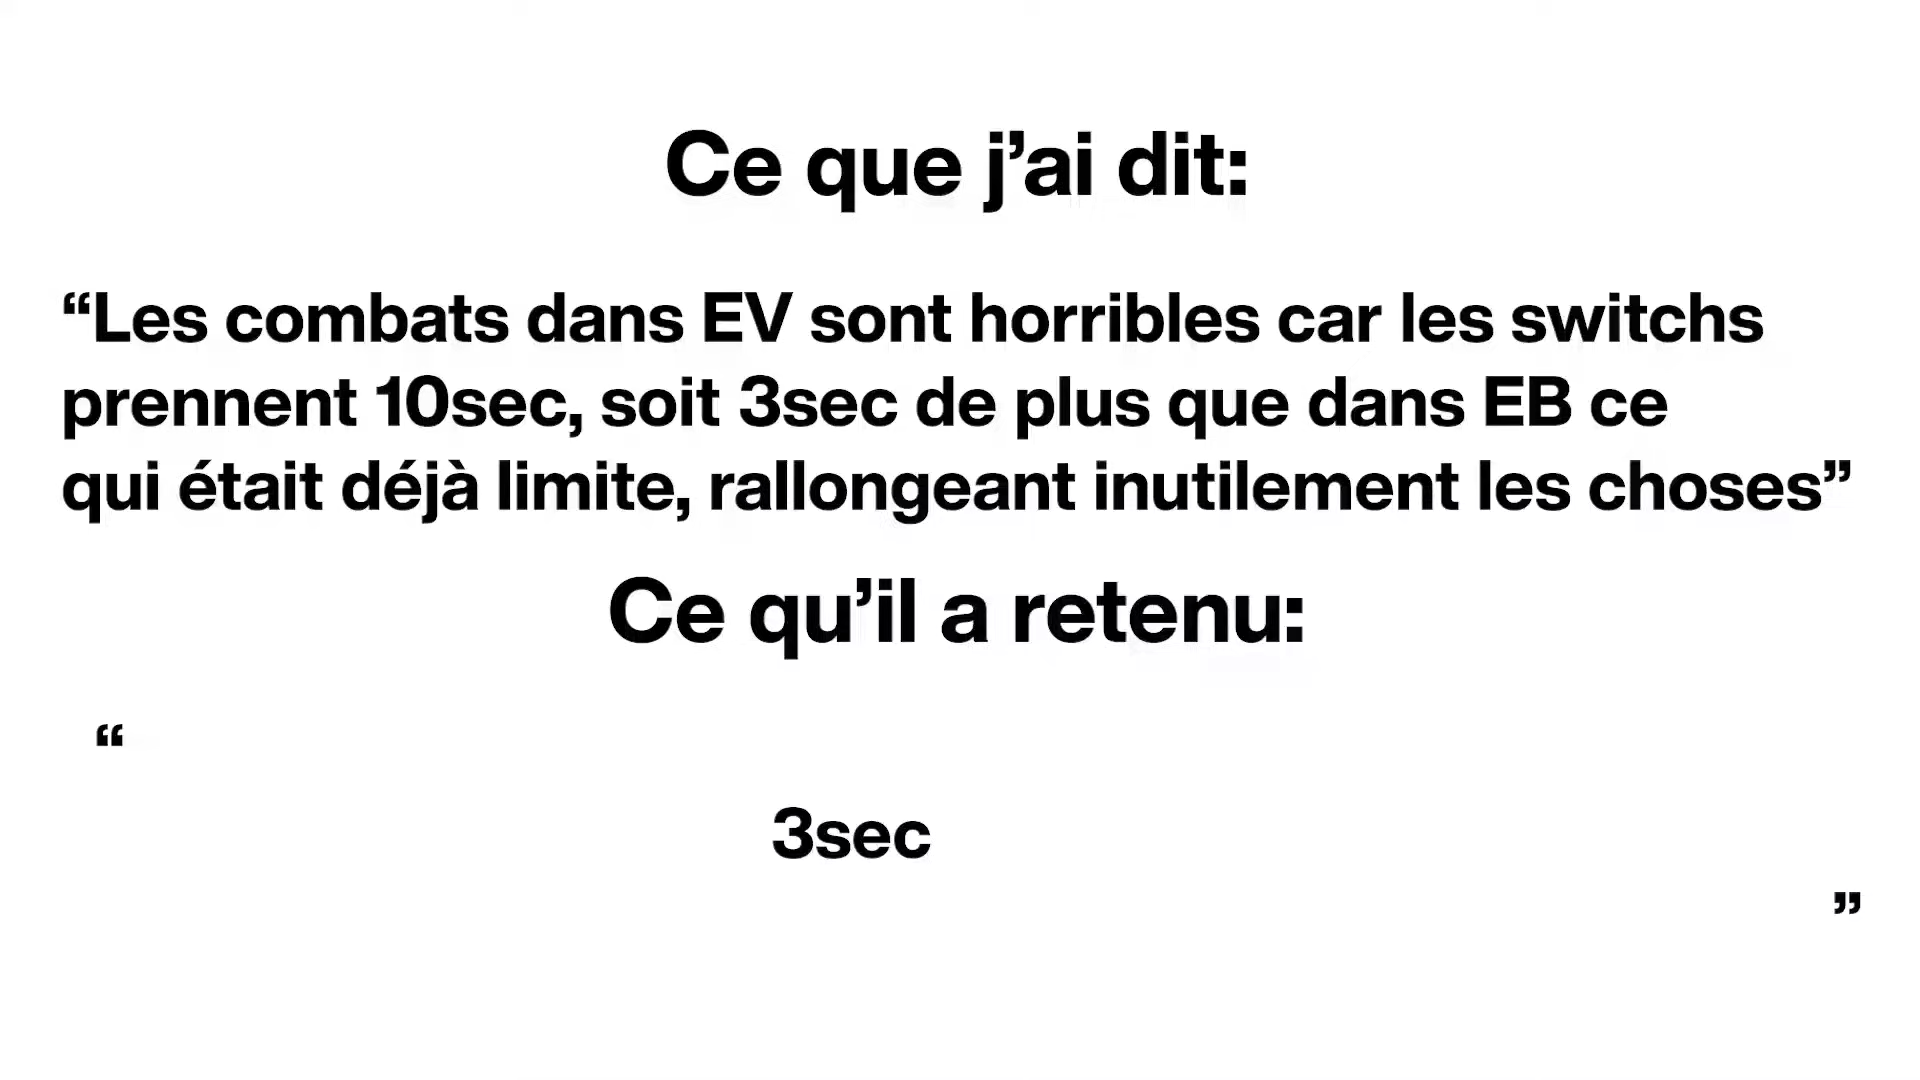 Ce que j’ai dit:
“Les combats dans EV sont horribles car les switchs
prennent 10sec, soit 3sec de plus que dans EB ce
qui était déjà limite, rallongeant inutilement les choses”
Ce qu’il a retenu:
“
3sec
”